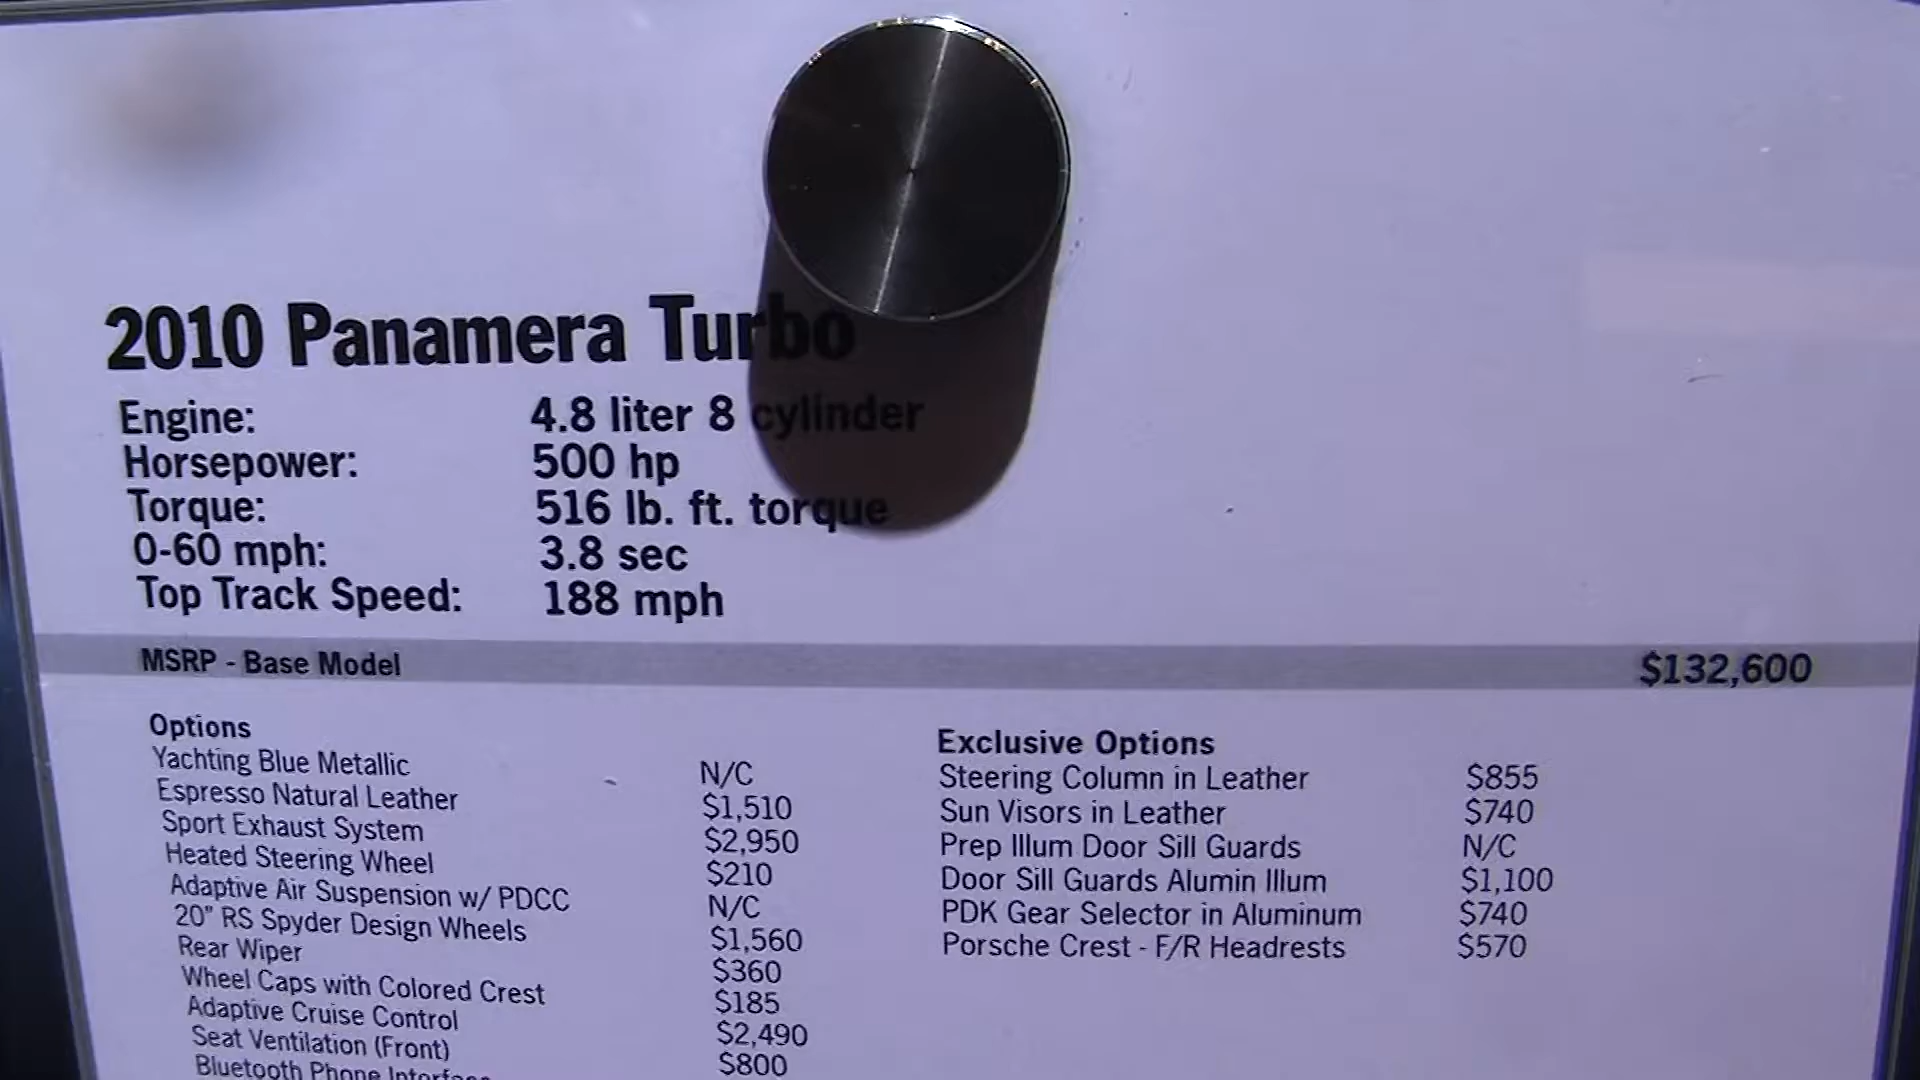 2010 Panamera Turbo
Engine: 4.8 liter 8 cylinder
Horsepower: 500 hp
Torque: 516 lb. ft. torque
0-60 mph: 3.8 sec
Top Track Speed: 188 mph
MSRP - Base Model $132,600
Options
Yachting Blue Metallic N/C
Espresso Natural Leather $1,510
Sport Exhaust System $2,950
Heated Steering Wheel $210
Adaptive Air Suspension w/ PDCC N/C
20" RS Spyder Design Wheels $1,560
Rear Wiper $360
Wheel Caps with Colored Crest $185
Adaptive Cruise Control $2,490
Seat Ventilation (Front) $800
Bluetooth Phone Interface
Exclusive Options
Steering Column in Leather $855
Sun Visors in Leather $740
Prep Illum Door Sill Guards N/C
Door Sill Guards Alumin Illum $1,100
PDK Gear Selector in Aluminum $740
Porsche Crest - F/R Headrests $570